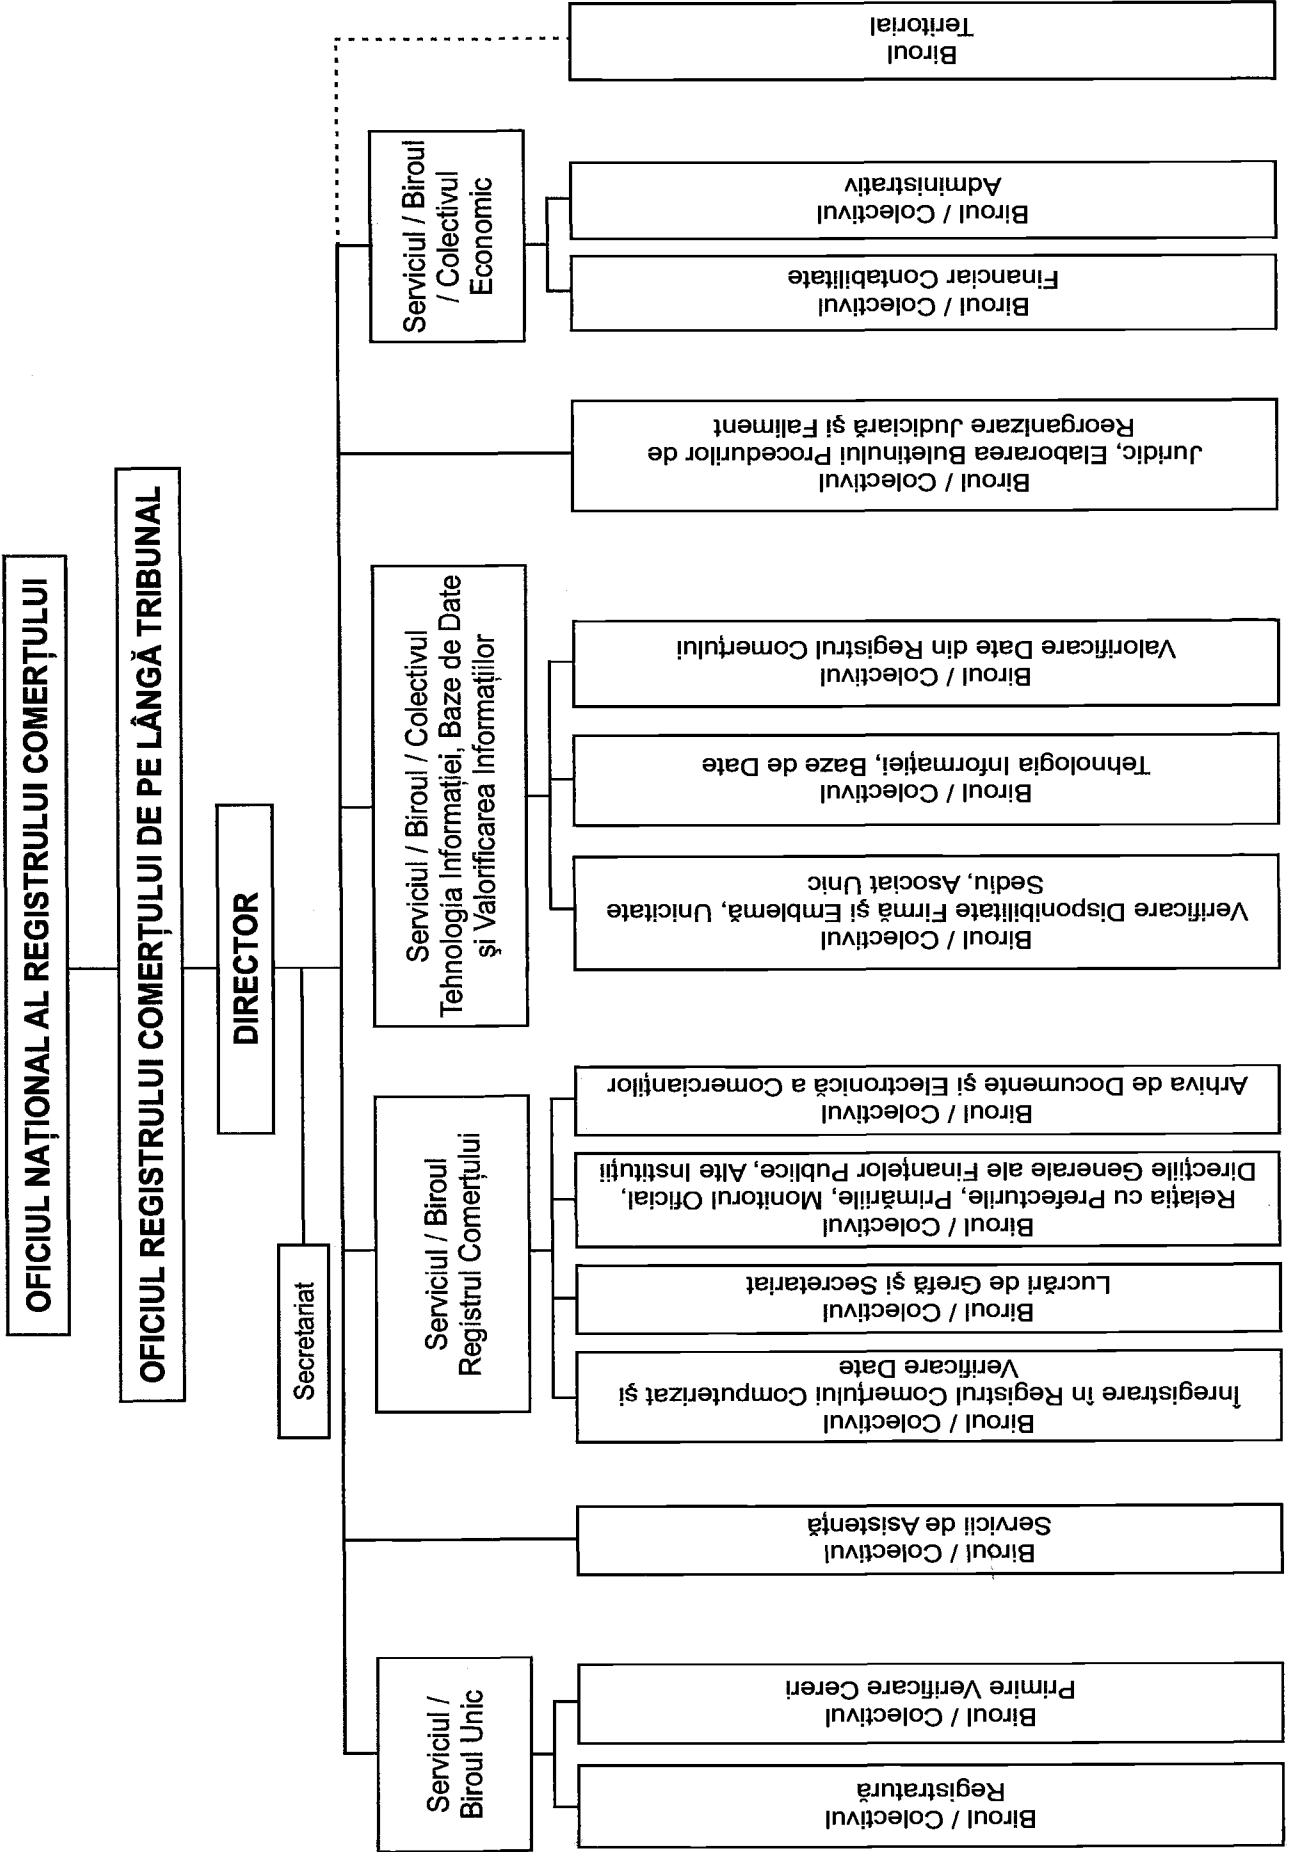 OFICIUL NAȚIONAL AL REGISTRULUI COMERȚULUI
OFICIUL REGISTRULUI COMERȚULUI DE PE LÂNGĂ TRIBUNAL
DIRECTOR
Secretariat
Serviciul /
Biroul Unic
Biroul / Colectivul
Registratură
Biroul / Colectivul
Primire Verificare Cereri
Biroul / Colectivul
Servicii de Asistență
Serviciul / Biroul
Registrul Comerțului
Biroul / Colectivul
Înregistrare în Registrul Comerțului Computerizat și
Verificare Date
Biroul / Colectivul
Lucrări de Grefă și Secretariat
Biroul / Colectivul
Relația cu Prefecturile, Primăriile, Monitorul Oficial,
Direcțiile Generale ale Finanțelor Publice, Alte Instituții
Biroul / Colectivul
Arhiva de Documente și Electronică a Comercianților
Serviciul / Biroul / Colectivul
Tehnologia Informației, Baze de Date
și Valorificarea Informațiilor
Biroul / Colectivul
Verificare Disponibilitate Firmă și Emblemă, Unicitate
Sediu, Asociat Unic
Biroul / Colectivul
Tehnologia Informației, Baze de Date
Biroul / Colectivul
Valorificare Date din Registrul Comerțului
Biroul / Colectivul
Juridic, Elaborarea Buletinului Procedurilor de
Reorganizare Judiciară și Faliment
Serviciul / Biroul
/ Colectivul
Economic
Biroul / Colectivul
Financiar Contabilitate
Biroul / Colectivul
Administrativ
Biroul
Teritorial